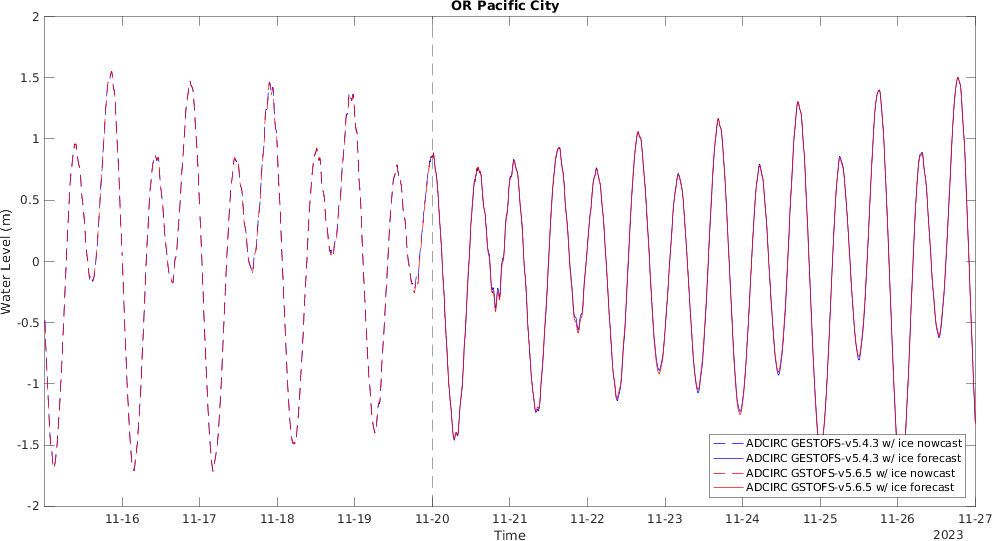 OR Pacific City
2
1.5
1
0.5
0
-0.5
-1
-1.5
-2
Water Level (m)
11-16 11-17 11-18 11-19 11-20 11-21 11-22 11-23 11-24 11-25 11-26 11-27
Time
2023
ADCIRC GESTOFS-v5.4.3 w/ ice nowcast
ADCIRC GESTOFS-v5.4.3 w/ ice forecast
ADCIRC GSTOFS-v5.6.5 w/ ice nowcast
ADCIRC GSTOFS-v5.6.5 w/ ice forecast